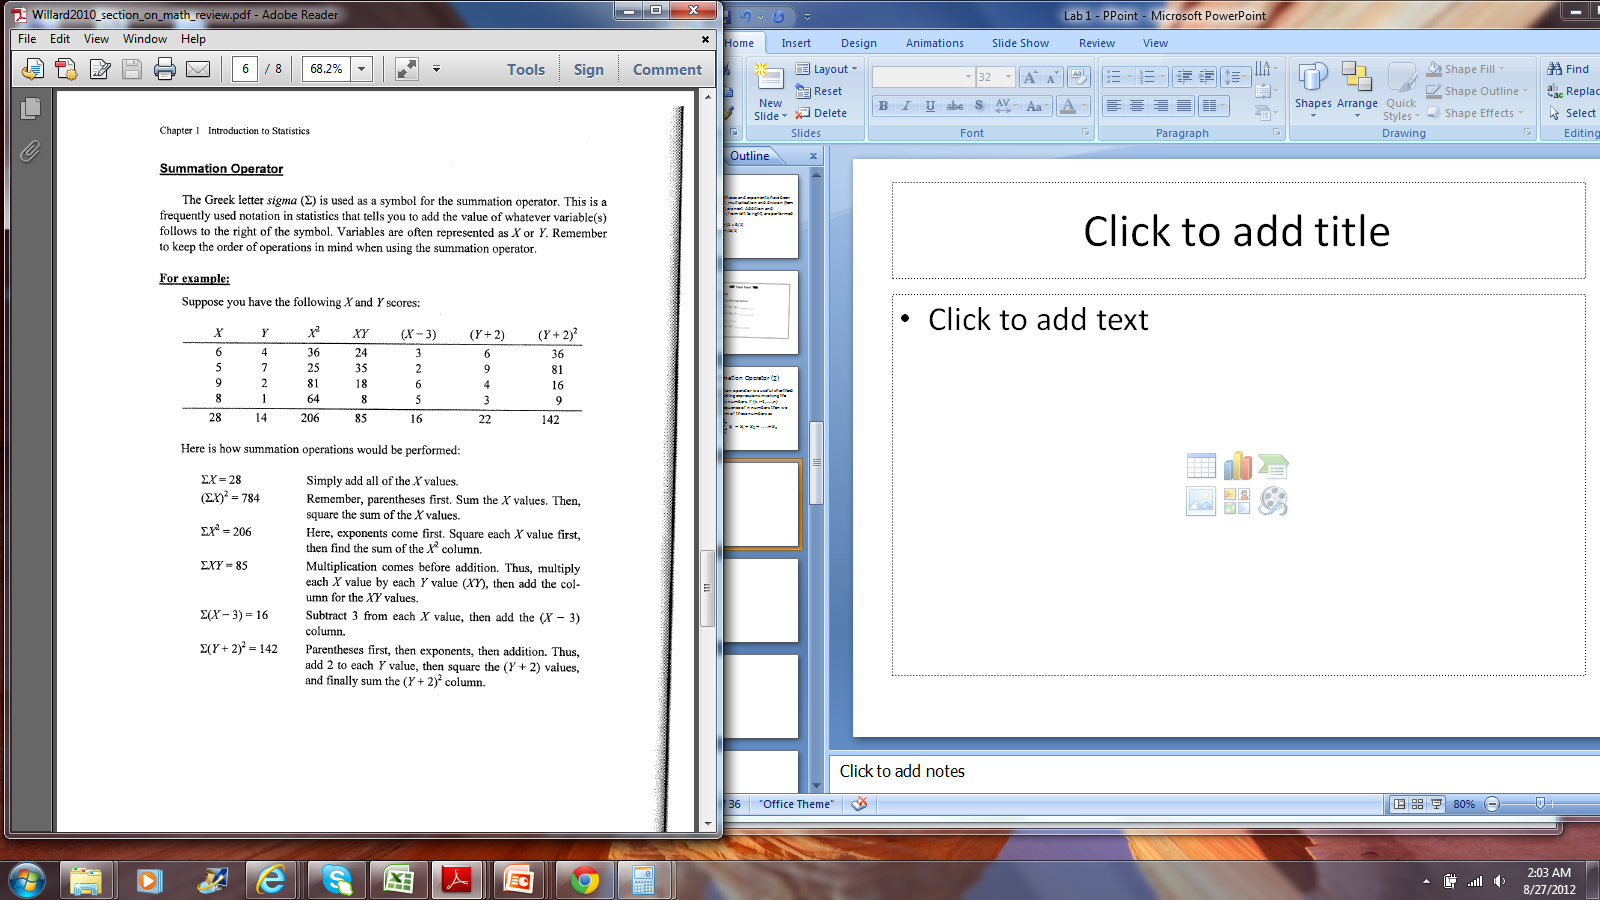 Willard2010_section_on_math_review.pdf - Adobe Reader
File Edit View Window Help
6 / 8 68.2% Tools Sign Comment
Chapter 1 Introduction to Statistics
Summation Operator
The Greek letter sigma (Σ) is used as a symbol for the summation operator. This is a
frequently used notation in statistics that tells you to add the value of whatever variable(s)
follows to the right of the symbol. Variables are often represented as X or Y. Remember
to keep the order of operations in mind when using the summation operator.
For example:
Suppose you have the following X and Y scores:
X Y X² XY (X − 3) (Y + 2) (Y + 2)²
6 4 36 24 3 6 36
5 7 25 35 2 9 81
9 2 81 18 6 4 16
8 1 64 8 5 3 9
28 14 206 85 16 22 142
Here is how summation operations would be performed:
ΣX = 28 Simply add all of the X values.
(ΣX)² = 784 Remember, parentheses first. Sum the X values. Then,
square the sum of the X values.
ΣX² = 206 Here, exponents come first. Square each X value first,
then find the sum of the X² column.
ΣXY = 85 Multiplication comes before addition. Thus, multiply
each X value by each Y value (XY), then add the col-
umn for the XY values.
Σ(X − 3) = 16 Subtract 3 from each X value, then add the (X − 3)
column.
Σ(Y + 2)² = 142 Parentheses first, then exponents, then addition. Thus,
add 2 to each Y value, then square the (Y + 2) values,
and finally sum the (Y + 2)² column.
Lab 1 - PPoint - Microsoft PowerPoint
Home Insert Design Animations Slide Show Review View
New
Slide
Layout
Reset
Delete
Slides
32
B I U abc S AV Aa A
Font
Paragraph
Shapes Arrange Quick
Styles
Shape Fill
Shape Outline
Shape Effects
Drawing
Find
Replac
Select
Editing
Outline
Click to add title
• Click to add text
Click to add notes
36 "Office Theme" 80%
2:03 AM
8/27/2012